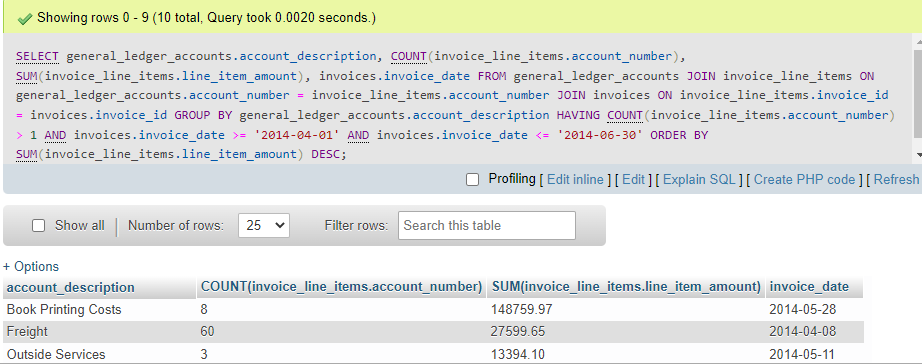 Showing rows 0 - 9 (10 total, Query took 0.0020 seconds.)
SELECT general_ledger_accounts.account_description, COUNT(invoice_line_items.account_number),
SUM(invoice_line_items.line_item_amount), invoices.invoice_date FROM general_ledger_accounts JOIN invoice_line_items ON
general_ledger_accounts.account_number = invoice_line_items.account_number JOIN invoices ON invoice_line_items.invoice_id
= invoices.invoice_id GROUP BY general_ledger_accounts.account_description HAVING COUNT(invoice_line_items.account_number)
> 1 AND invoices.invoice_date >= '2014-04-01' AND invoices.invoice_date <= '2014-06-30' ORDER BY
SUM(invoice_line_items.line_item_amount) DESC;
Profiling [ Edit inline ] [ Edit ] [ Explain SQL ] [ Create PHP code ] [ Refresh
Show all Number of rows: 25 Filter rows: Search this table
+ Options
account_description COUNT(invoice_line_items.account_number) SUM(invoice_line_items.line_item_amount) invoice_date
Book Printing Costs 8 148759.97 2014-05-28
Freight 60 27599.65 2014-04-08
Outside Services 3 13394.10 2014-05-11